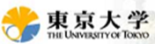 東京大学
THE UNIVERSITY OF TOKYO